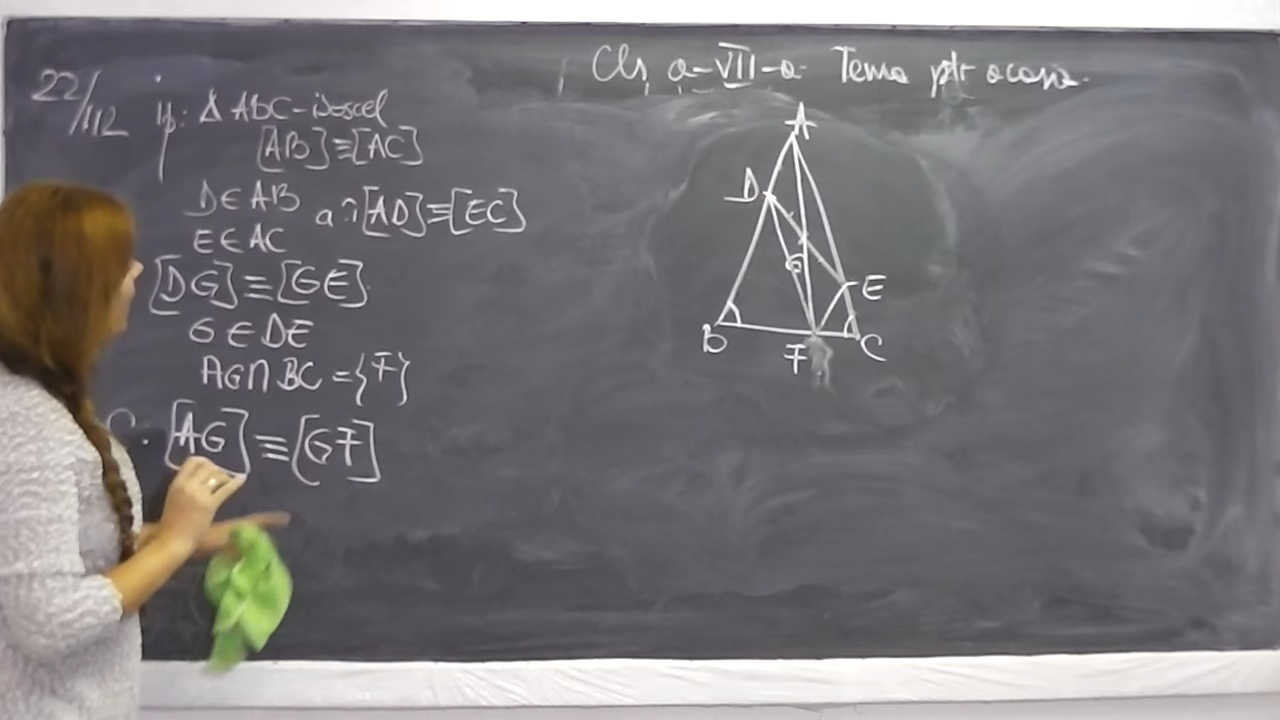 Cls a-VII-a Tema ptr acasa
22/112 ip: Δ ABC-isoscel
[AB]≡[AC]
D∈AB a.î [AD]≡[EC]
E∈AC
[DG]≡[GE]
G∈DE
AG∩BC={F}
C. [AG]≡[GF]
A
D
G
E
B
F
C